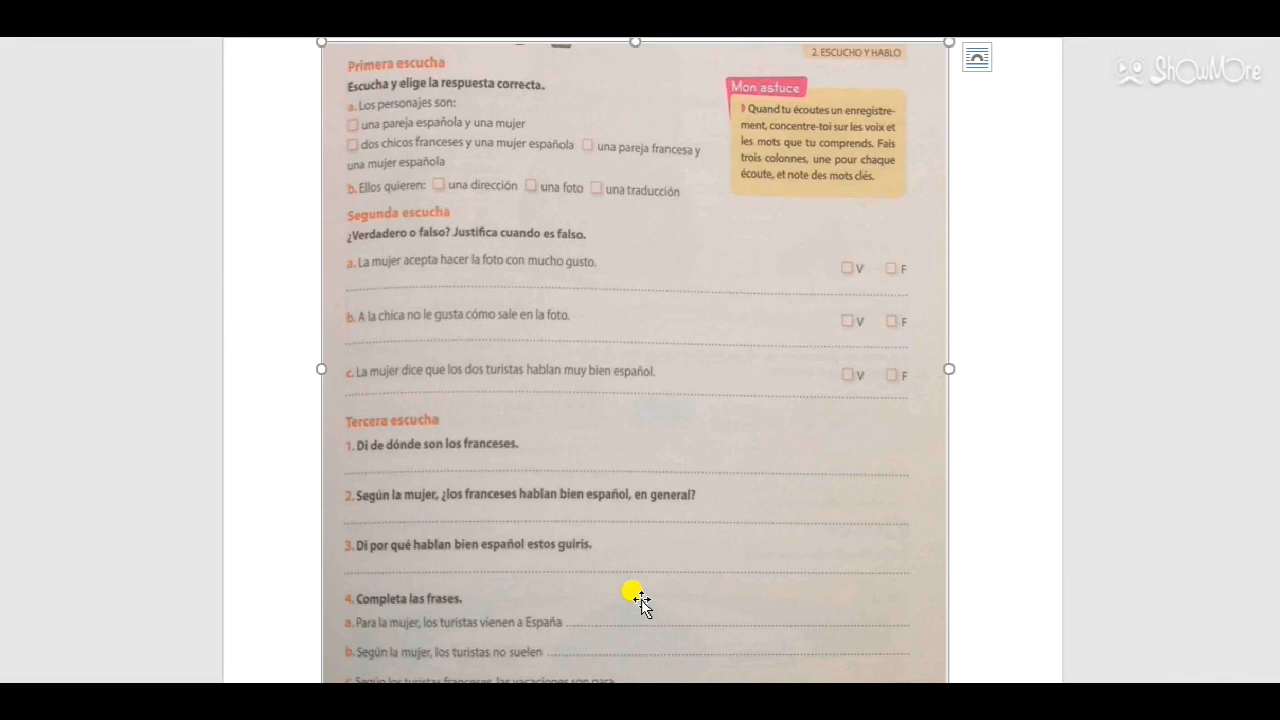 2. ESCUCHO Y HABLO
Primera escucha
Escucha y elige la respuesta correcta.
a. Los personajes son:
una pareja española y una mujer
dos chicos franceses y una mujer española una pareja francesa y
una mujer española
b. Ellos quieren: una dirección una foto una traducción
Mon astuce
Quand tu écoutes un enregistre-
ment, concentre-toi sur les voix et
les mots que tu comprends. Fais
trois colonnes, une pour chaque
écoute, et note des mots clés.
Segunda escucha
¿Verdadero o falso? Justifica cuando es falso.
a. La mujer acepta hacer la foto con mucho gusto. V F
b. A la chica no le gusta cómo sale en la foto. V F
c. La mujer dice que los dos turistas hablan muy bien español. V F
Tercera escucha
1. Di de dónde son los franceses.
2. Según la mujer, ¿los franceses hablan bien español, en general?
3. Di por qué hablan bien español estos guiris.
4. Completa las frases.
a. Para la mujer, los turistas vienen a España
b. Según la mujer, los turistas no suelen
c. Según los turistas franceses, las vacaciones son para
ShowMore